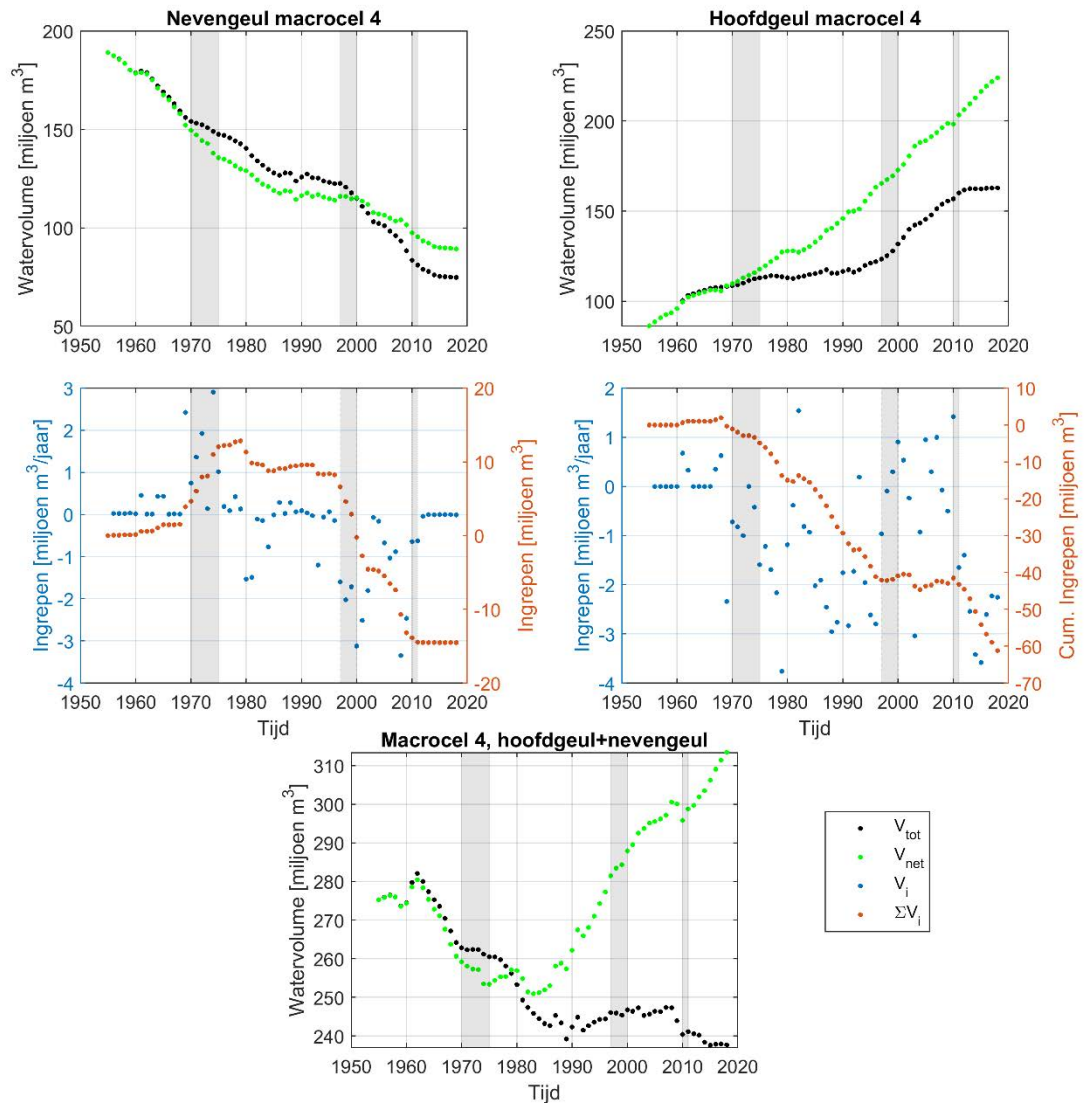 Nevengeul macrocel 4
Watervolume [miljoen m³]
200
150
100
50
1950 1960 1970 1980 1990 2000 2010 2020
Hoofdgeul macrocel 4
Watervolume [miljoen m³]
250
200
150
100
1950 1960 1970 1980 1990 2000 2010 2020
Ingrepen [miljoen m³/jaar]
3
2
1
0
-1
-2
-3
-4
20
10
0
-10
-20
Ingrepen [miljoen m³]
1950 1960 1970 1980 1990 2000 2010 2020
Tijd
Ingrepen [miljoen m³/jaar]
2
1
0
-1
-2
-3
-4
10
0
-10
-20
-30
-40
-50
-60
-70
Cum. Ingrepen [miljoen m³]
1950 1960 1970 1980 1990 2000 2010 2020
Tijd
Macrocel 4, hoofdgeul+nevengeul
Watervolume [miljoen m³]
310
300
290
280
270
260
250
240
1950 1960 1970 1980 1990 2000 2010 2020
Tijd
V_tot
V_net
V_i
ΣV_i